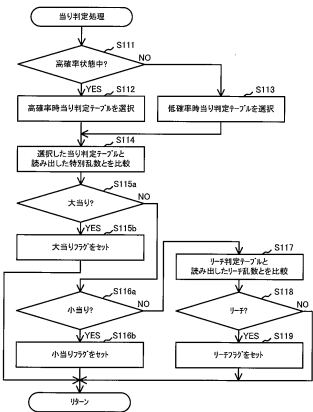 当り判定処理
S111
高確率状態中?
NO
YES
S112
S113
高確率時当り判定テーブルを選択
低確率時当り判定テーブルを選択
S114
選択した当り判定テーブルと
読み出した特別乱数とを比較
S115a
大当り?
NO
YES
S115b
大当りフラグをセット
S116a
小当り?
NO
YES
S116b
小当りフラグをセット
S117
リーチ判定テーブルと
読み出したリーチ乱数とを比較
S118
リーチ?
NO
YES
S119
リーチフラグをセット
リターン